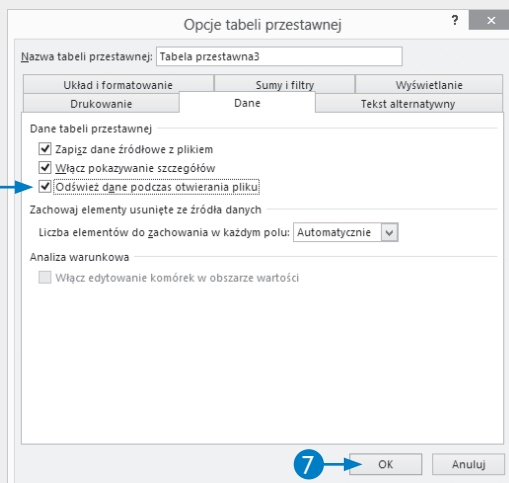 Opcje tabeli przestawnej ? ×
Nazwa tabeli przestawnej: Tabela przestawna3
Układ i formatowanie Sumy i filtry Wyświetlanie
Drukowanie Dane Tekst alternatywny
Dane tabeli przestawnej
Zapisz dane źródłowe z plikiem
Włącz pokazywanie szczegółów
Odśwież dane podczas otwierania pliku
Zachowaj elementy usunięte ze źródła danych
Liczba elementów do zachowania w każdym polu: Automatycznie
Analiza warunkowa
Włącz edytowanie komórek w obszarze wartości
7 OK Anuluj